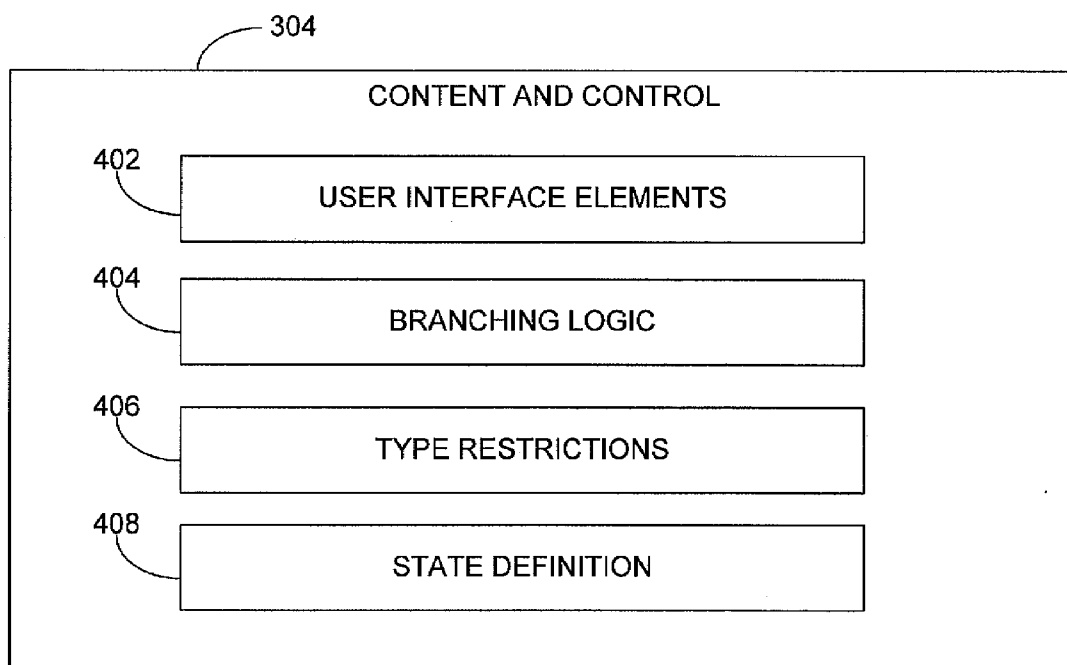 304
CONTENT AND CONTROL
402
USER INTERFACE ELEMENTS
404
BRANCHING LOGIC
406
TYPE RESTRICTIONS
408
STATE DEFINITION